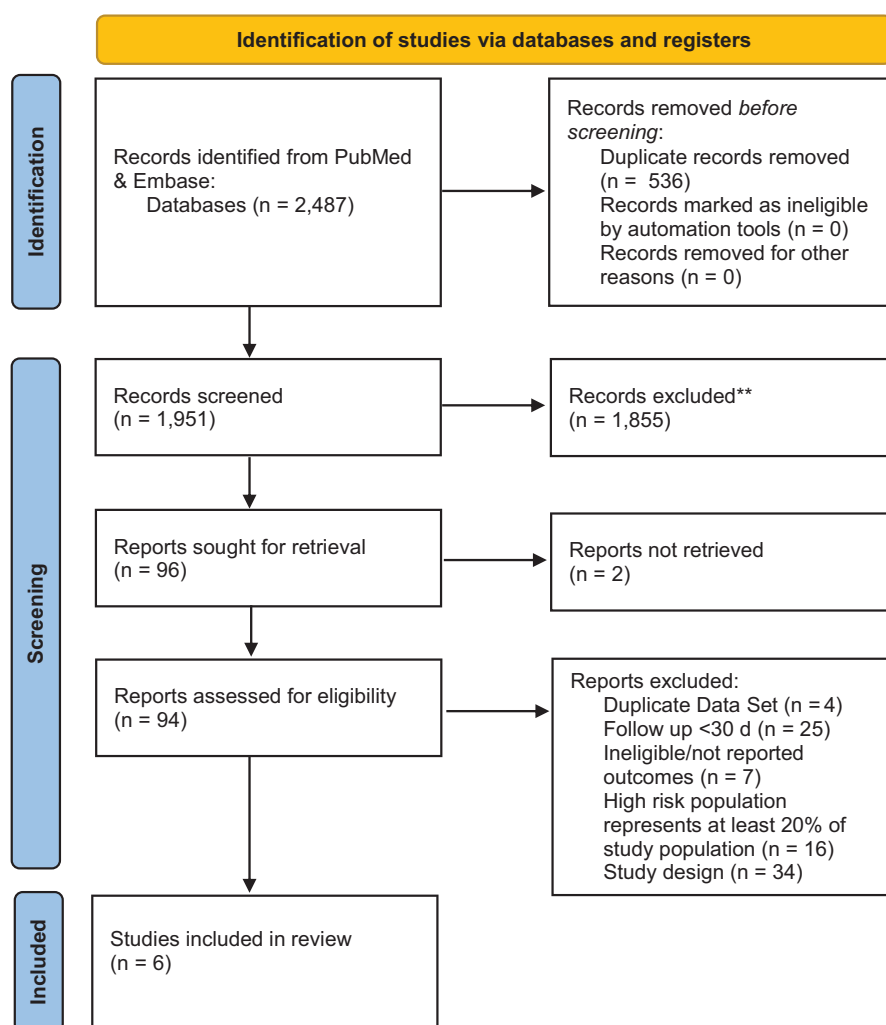 Identification of studies via databases and registers
Identification
Records identified from PubMed
& Embase:
Databases (n = 2,487)
Records removed before
screening:
Duplicate records removed
(n = 536)
Records marked as ineligible
by automation tools (n = 0)
Records removed for other
reasons (n = 0)
Screening
Records screened
(n = 1,951)
Records excluded**
(n = 1,855)
Reports sought for retrieval
(n = 96)
Reports not retrieved
(n = 2)
Reports assessed for eligibility
(n = 94)
Reports excluded:
Duplicate Data Set (n = 4)
Follow up <30 d (n = 25)
Ineligible/not reported
outcomes (n = 7)
High risk population
represents at least 20% of
study population (n = 16)
Study design (n = 34)
Included
Studies included in review
(n = 6)